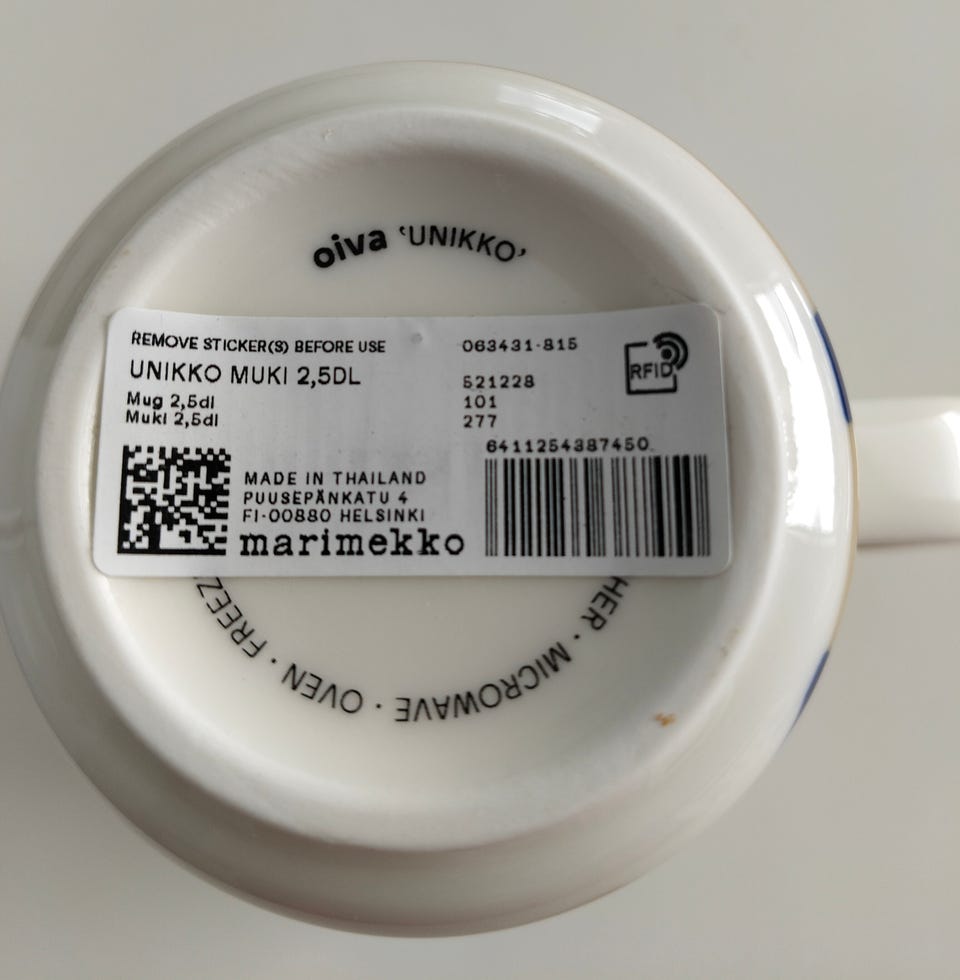 oiva ‘UNIKKO’
REMOVE STICKER(S) BEFORE USE
UNIKKO MUKI 2,5DL
Mug 2,5dl
Muki 2,5dl
063431-815
521228
101
277
RFID
6411254387450
MADE IN THAILAND
PUUSEPÄNKATU 4
FI-00880 HELSINKI
marimekko
HER · MICROWAVE · OVEN · FREEZ